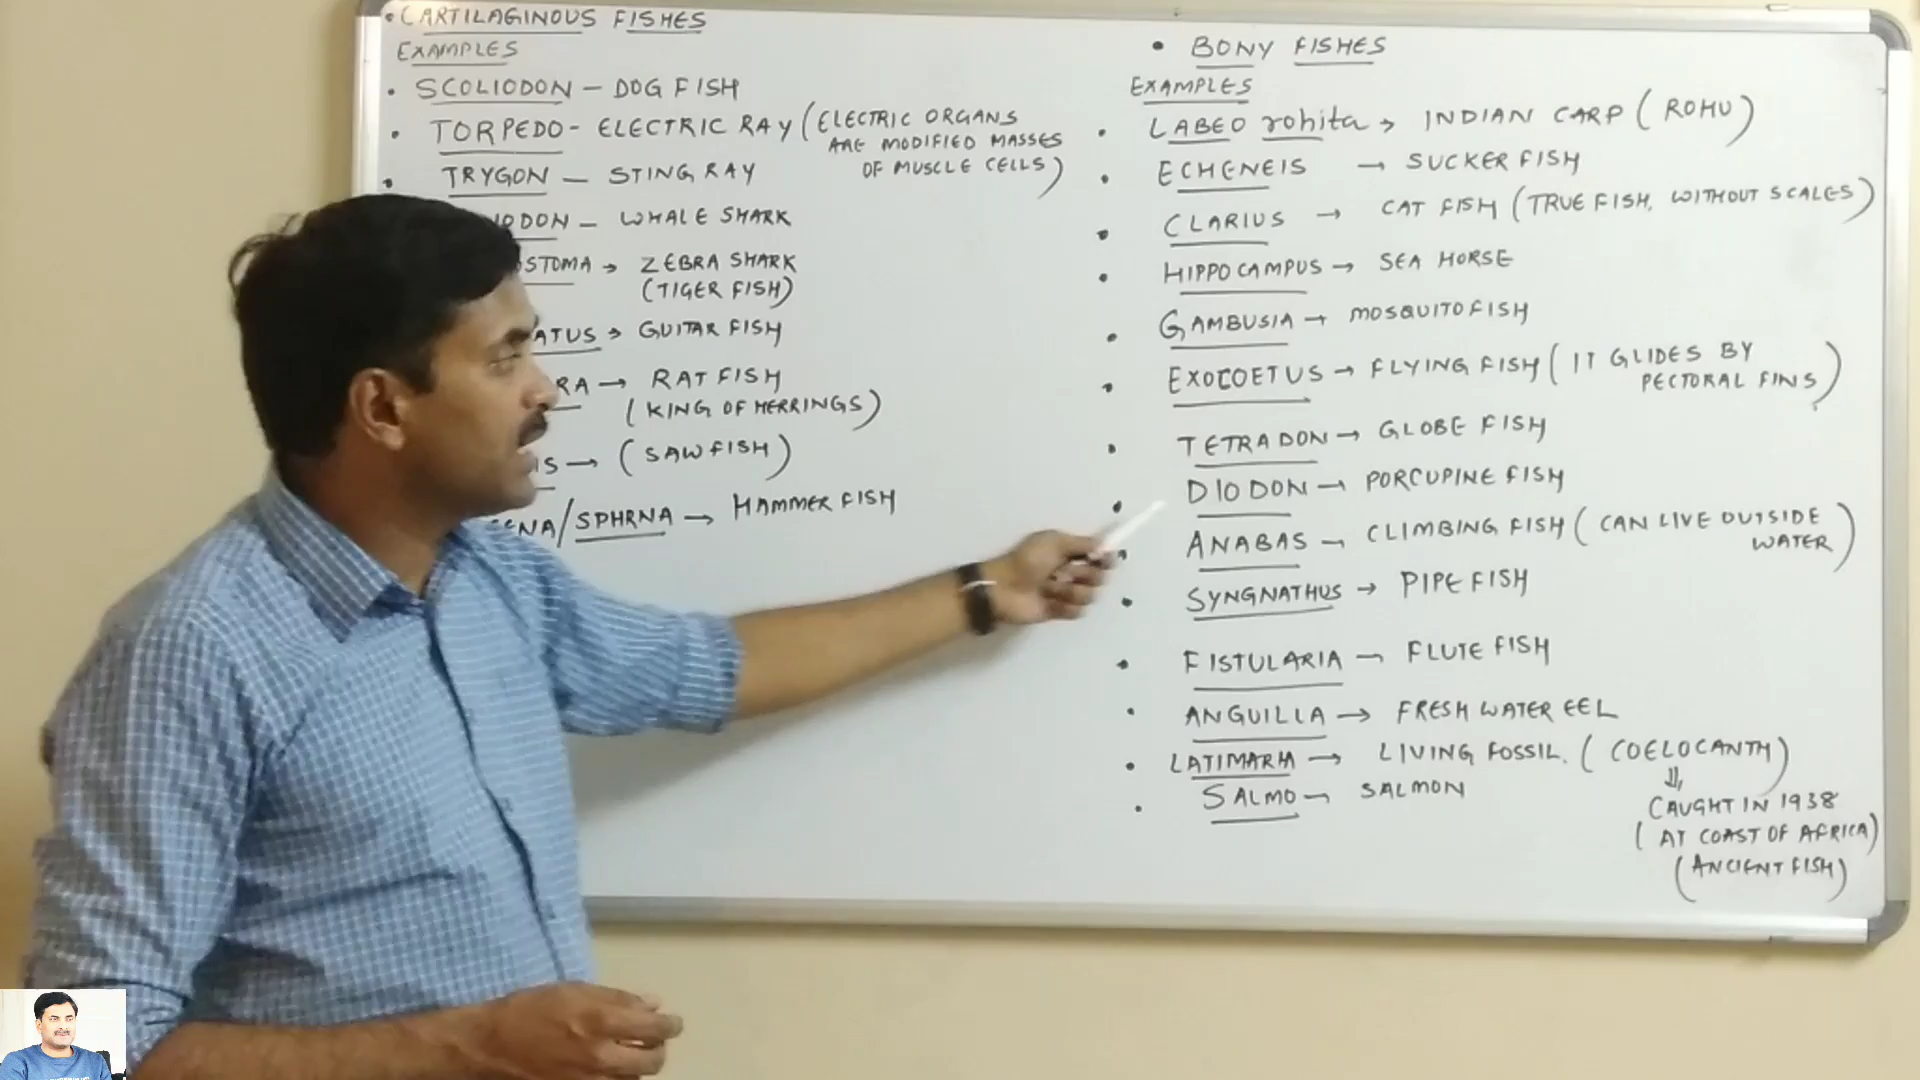 • CARTILAGINOUS FISHES
EXAMPLES
• SCOLIODON – DOG FISH
• TORPEDO - ELECTRIC RAY (ELECTRIC ORGANS
ARE MODIFIED MASSES
OF MUSCLE CELLS)
• TRYGON – STING RAY
ODON – WHALE SHARK
OSTOMA → ZEBRA SHARK
(TIGER FISH)
ATUS → GUITAR FISH
RA → RAT FISH
(KING OF HERRINGS)
IS → (SAW FISH)
ENA/SPHRNA → HAMMER FISH
• BONY FISHES
EXAMPLES
• LABEO rohita → INDIAN CARP (ROHU)
• ECHENEIS → SUCKER FISH
• CLARIUS → CAT FISH (TRUE FISH, WITHOUT SCALES)
• HIPPOCAMPUS → SEA HORSE
• GAMBUSIA → MOSQUITO FISH
• EXOCOETUS → FLYING FISH (IT GLIDES BY
PECTORAL FINS)
• TETRADON → GLOBE FISH
• DIODON → PORCUPINE FISH
• ANABAS → CLIMBING FISH (CAN LIVE OUTSIDE
WATER)
• SYNGNATHUS → PIPE FISH
• FISTULARIA → FLUTE FISH
• ANGUILLA → FRESH WATER EEL
• LATIMARIA → LIVING FOSSIL. (COELOCANTH)
⇓
• SALMO → SALMON
CAUGHT IN 1938
(AT COAST OF AFRICA)
(ANCIENT FISH)